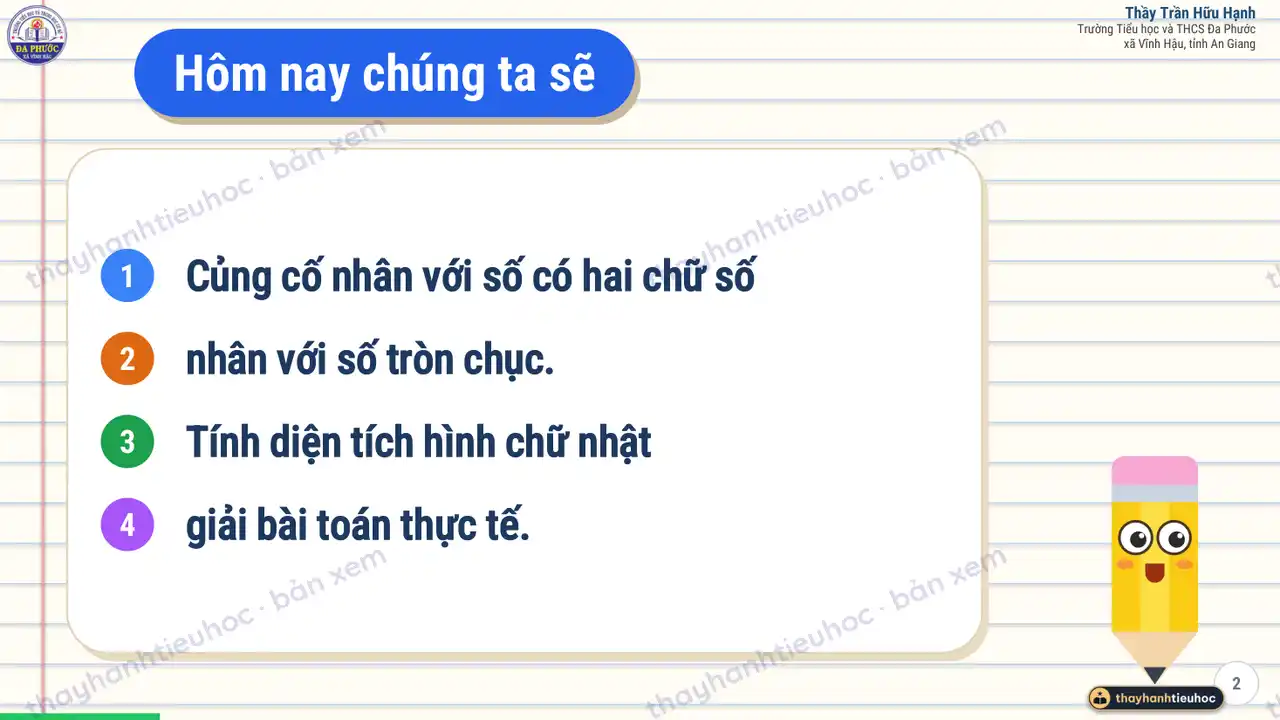 Thầy Trần Hữu Hạnh
Trường Tiểu học và THCS Đa Phước
xã Vĩnh Hậu, tỉnh An Giang
ĐA PHƯỚC
Hôm nay chúng ta sẽ
1 Củng cố nhân với số có hai chữ số
2 nhân với số tròn chục.
3 Tính diện tích hình chữ nhật
4 giải bài toán thực tế.
thayhanhtieuhoc · bản xem
thayhanhtieuhoc · bản xem
thayhanhtieuhoc · bản xem
thayhanhtieuhoc · bản xem
thayhanhtieuhoc
2